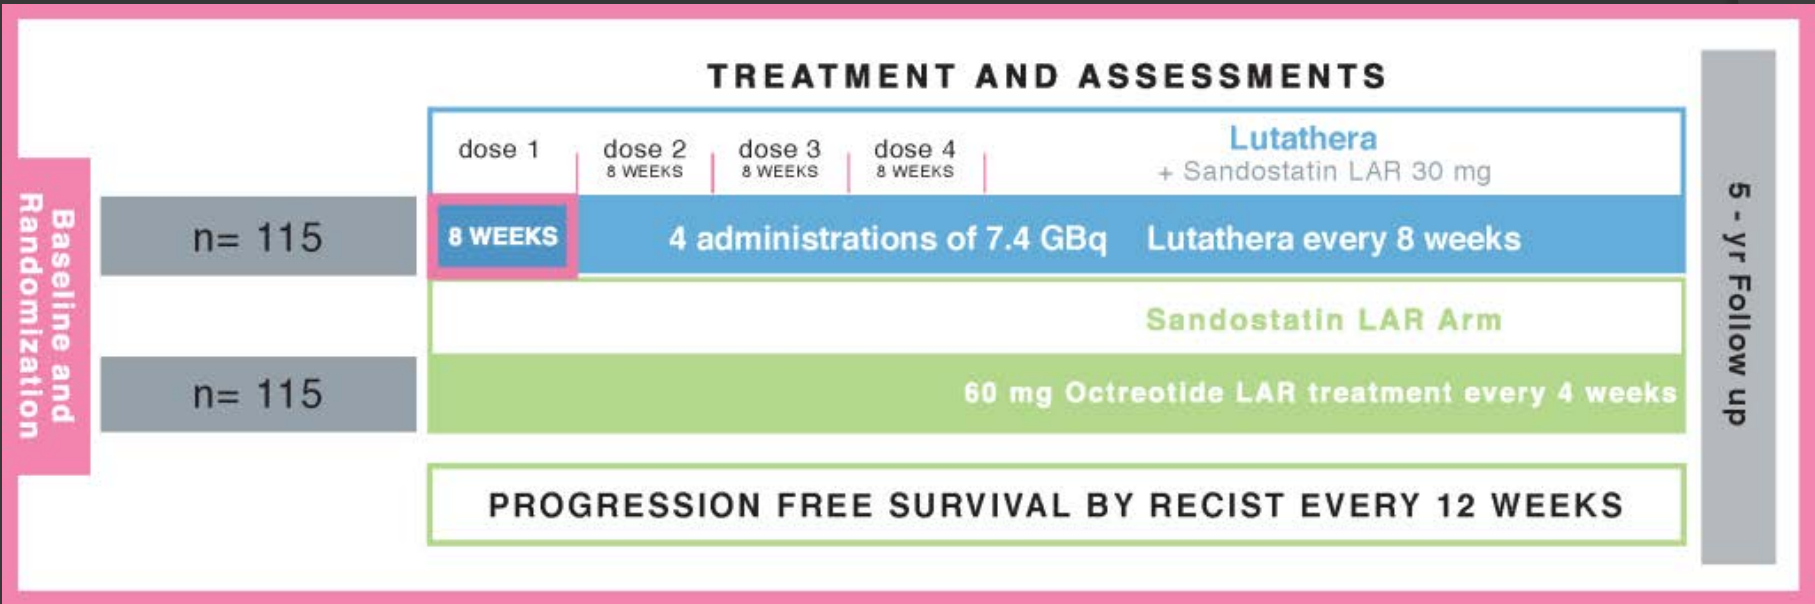 TREATMENT AND ASSESSMENTS
Baseline and
Randomization
dose 1
dose 2
8 WEEKS
dose 3
8 WEEKS
dose 4
8 WEEKS
Lutathera
+ Sandostatin LAR 30 mg
n= 115
8 WEEKS
4 administrations of 7.4 GBq Lutathera every 8 weeks
Sandostatin LAR Arm
n= 115
60 mg Octreotide LAR treatment every 4 weeks
PROGRESSION FREE SURVIVAL BY RECIST EVERY 12 WEEKS
5 - yr Follow up